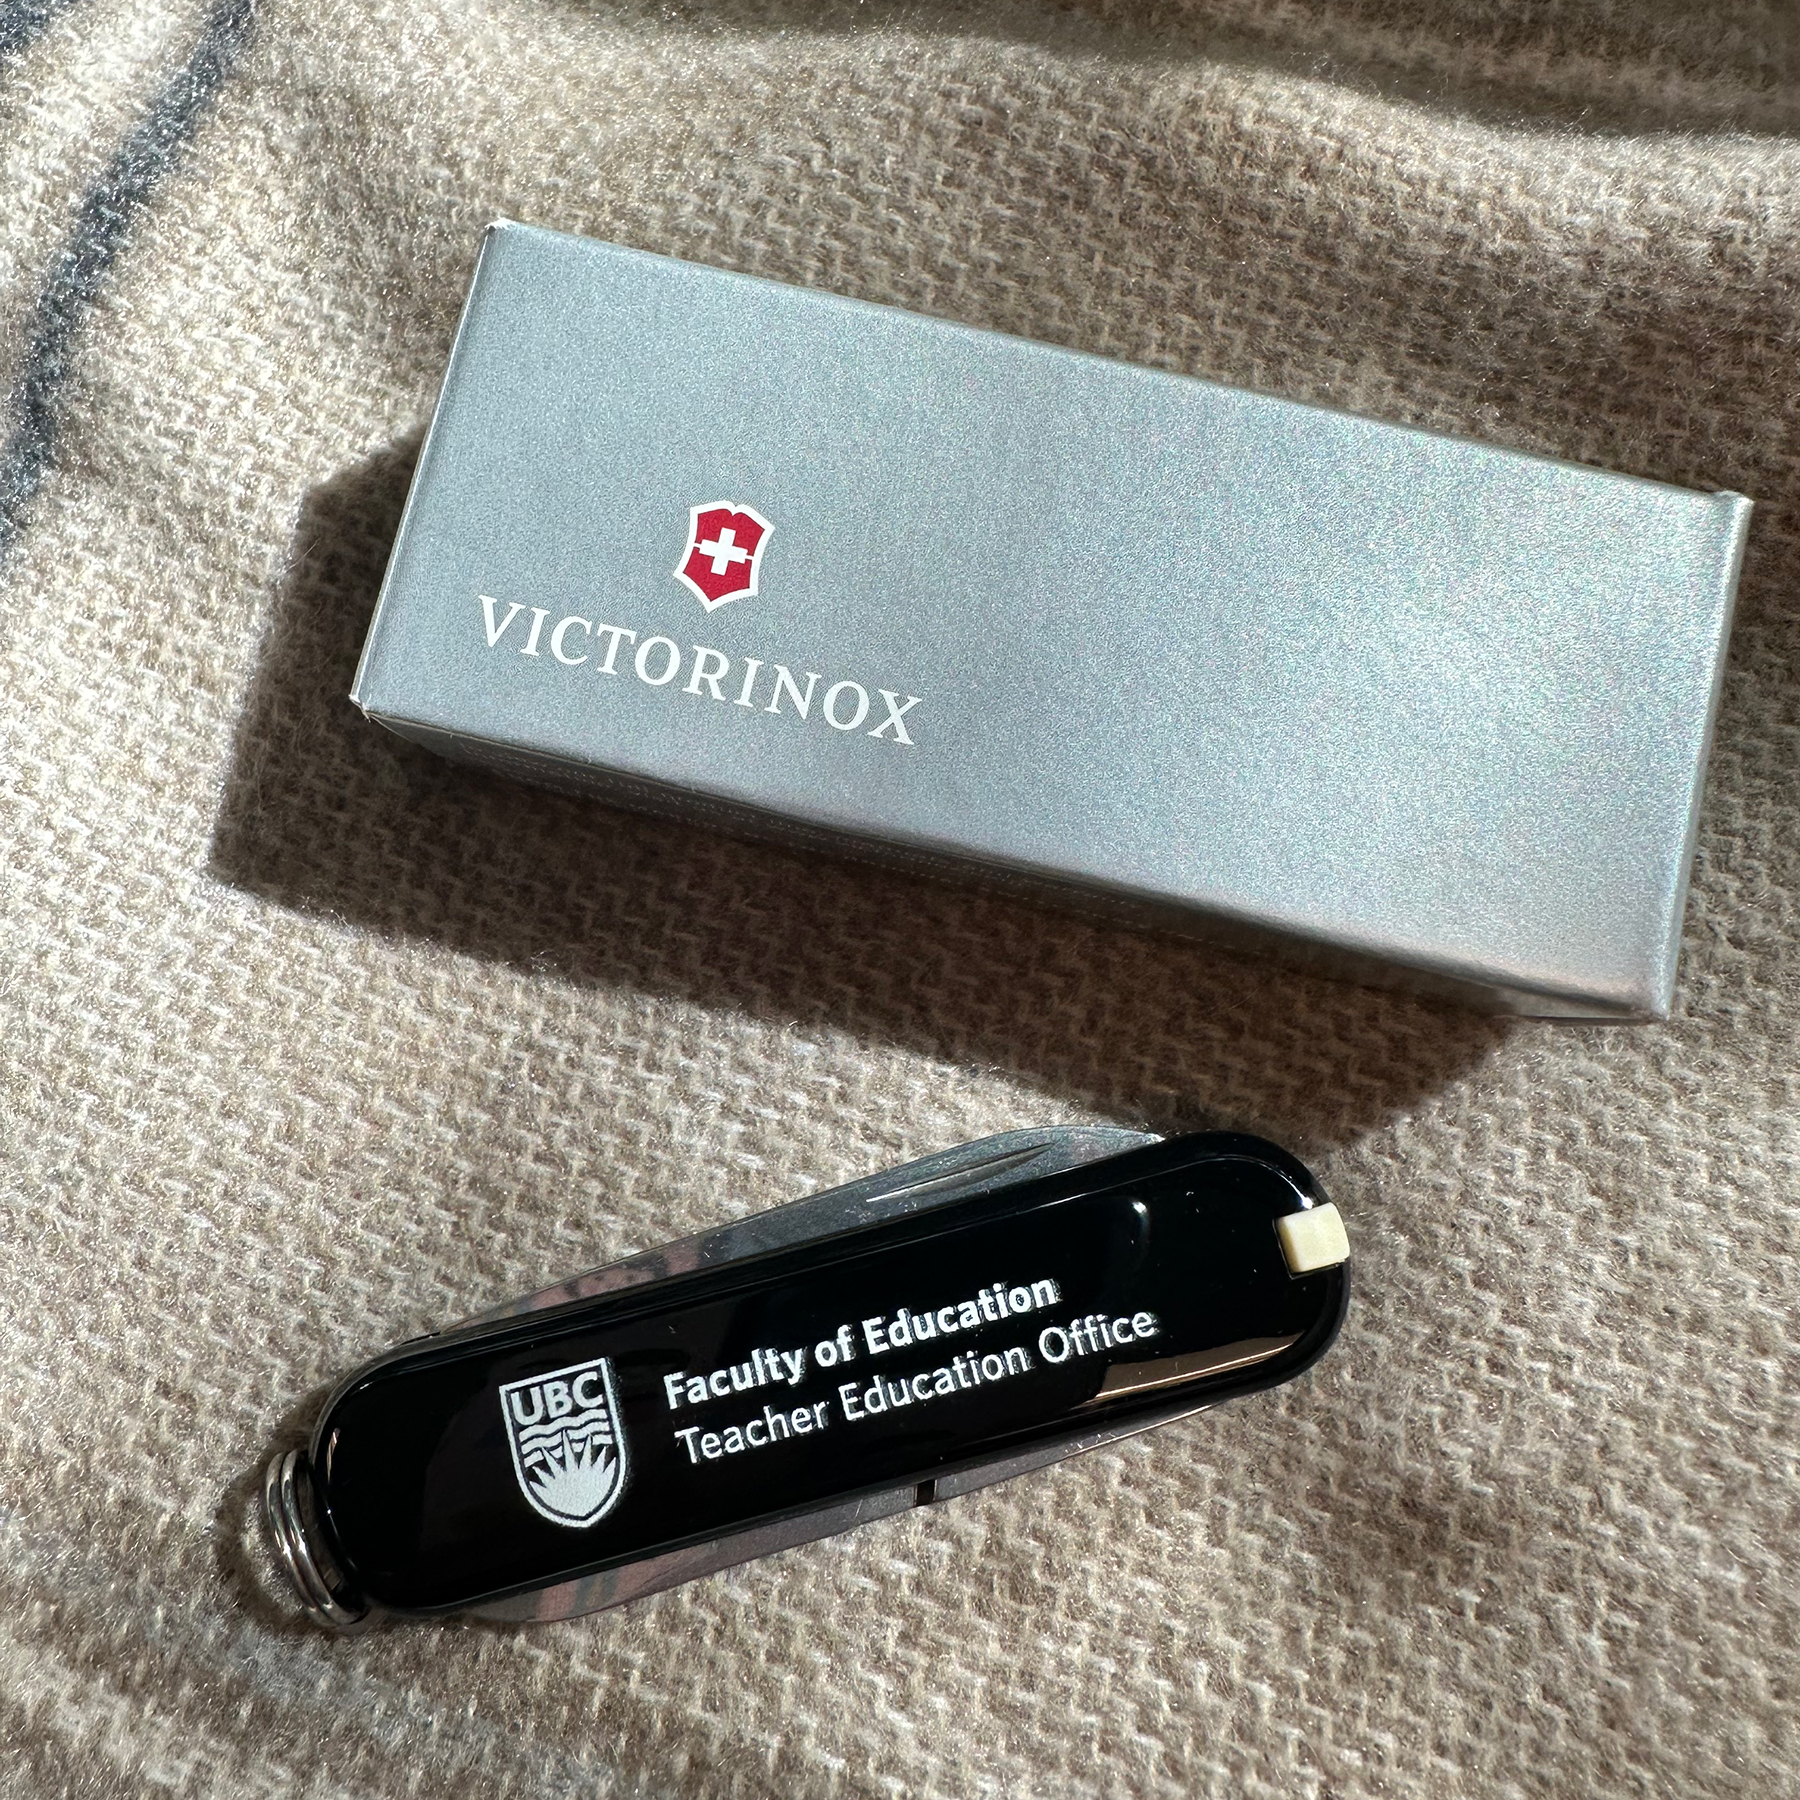 VICTORINOX
UBC
Faculty of Education
Teacher Education Office